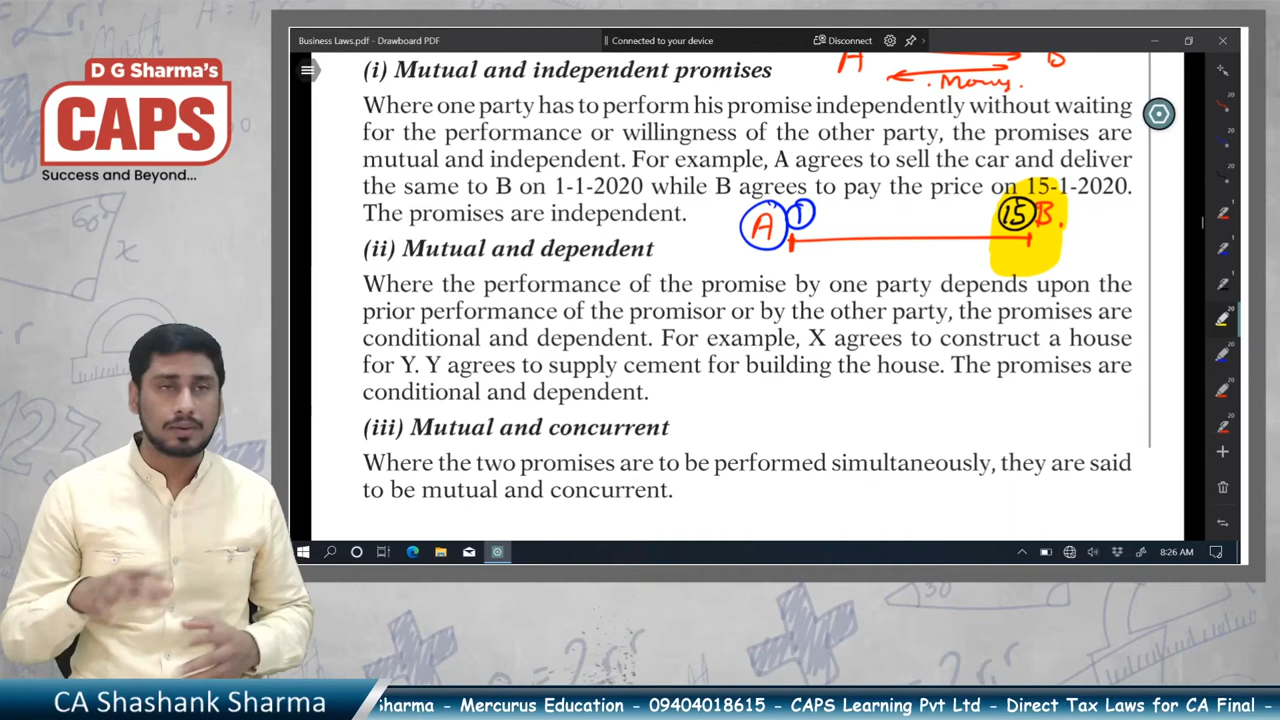 D G Sharma's
CAPS
Success and Beyond...
Business Laws.pdf - Drawboard PDF
Connected to your device
Disconnect
A B
Money.
(i) Mutual and independent promises
Where one party has to perform his promise independently without waiting
for the performance or willingness of the other party, the promises are
mutual and independent. For example, A agrees to sell the car and deliver
the same to B on 1-1-2020 while B agrees to pay the price on 15-1-2020.
The promises are independent.
A 1 15 B.
(ii) Mutual and dependent
Where the performance of the promise by one party depends upon the
prior performance of the promisor or by the other party, the promises are
conditional and dependent. For example, X agrees to construct a house
for Y. Y agrees to supply cement for building the house. The promises are
conditional and dependent.
(iii) Mutual and concurrent
Where the two promises are to be performed simultaneously, they are said
to be mutual and concurrent.
8:26 AM
CA Shashank Sharma
Sharma - Mercurus Education - 09404018615 - CAPS Learning Pvt Ltd - Direct Tax Laws for CA Final -